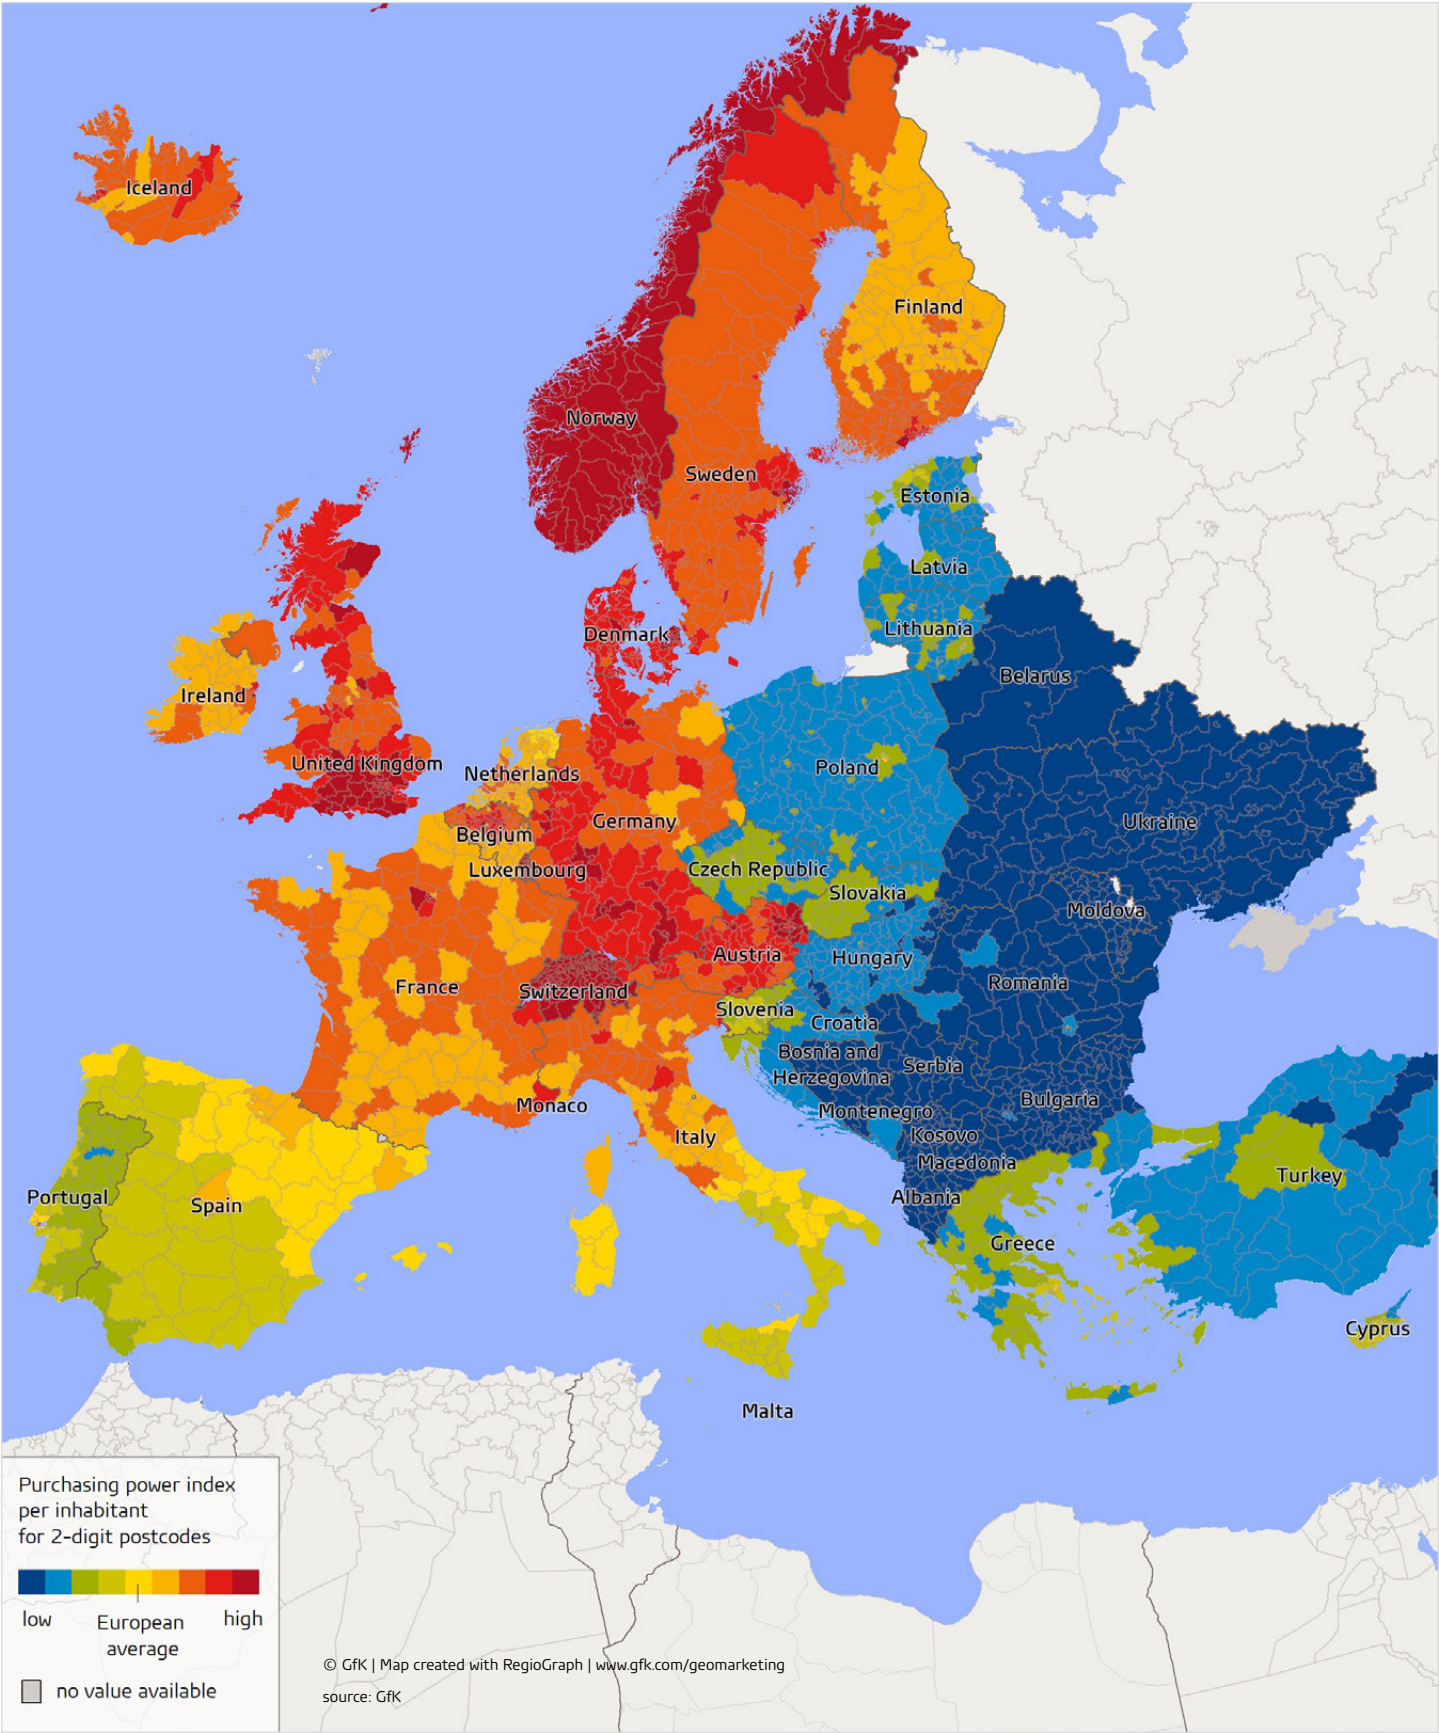 Iceland
Finland
Norway
Sweden
Estonia
Latvia
Denmark
Lithuania
Belarus
Ireland
United Kingdom
Netherlands
Poland
Germany
Ukraine
Belgium
Luxembourg
Czech Republic
Slovakia
Moldova
Austria
Hungary
France
Switzerland
Romania
Slovenia
Croatia
Bosnia and
Herzegovina
Serbia
Monaco
Montenegro
Bulgaria
Italy
Kosovo
Macedonia
Turkey
Portugal
Spain
Albania
Greece
Cyprus
Malta
Purchasing power index
per inhabitant
for 2-digit postcodes
low
European
average
high
no value available
© GfK | Map created with RegioGraph | www.gfk.com/geomarketing
source: GfK